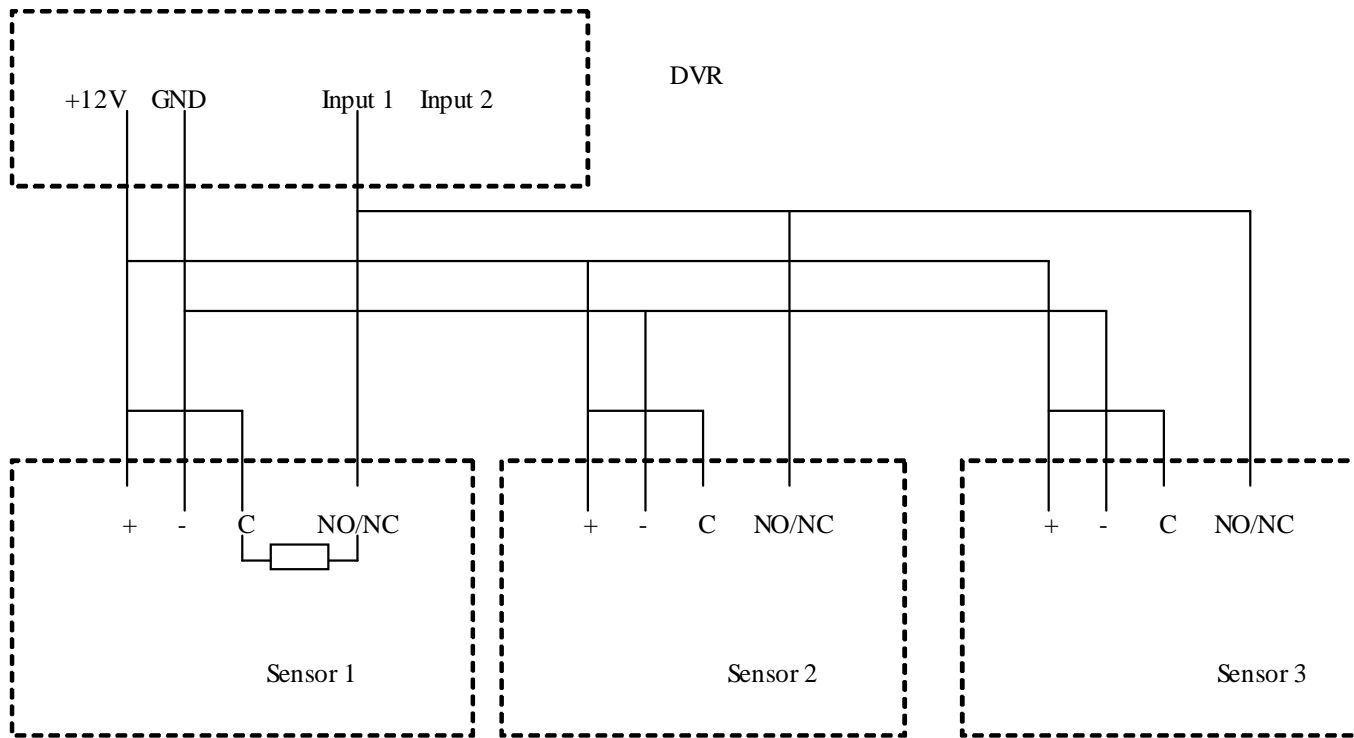 DVR
+12V GND Input 1 Input 2
+ - C NO/NC + - C NO/NC + - C NO/NC
Sensor 1 Sensor 2 Sensor 3